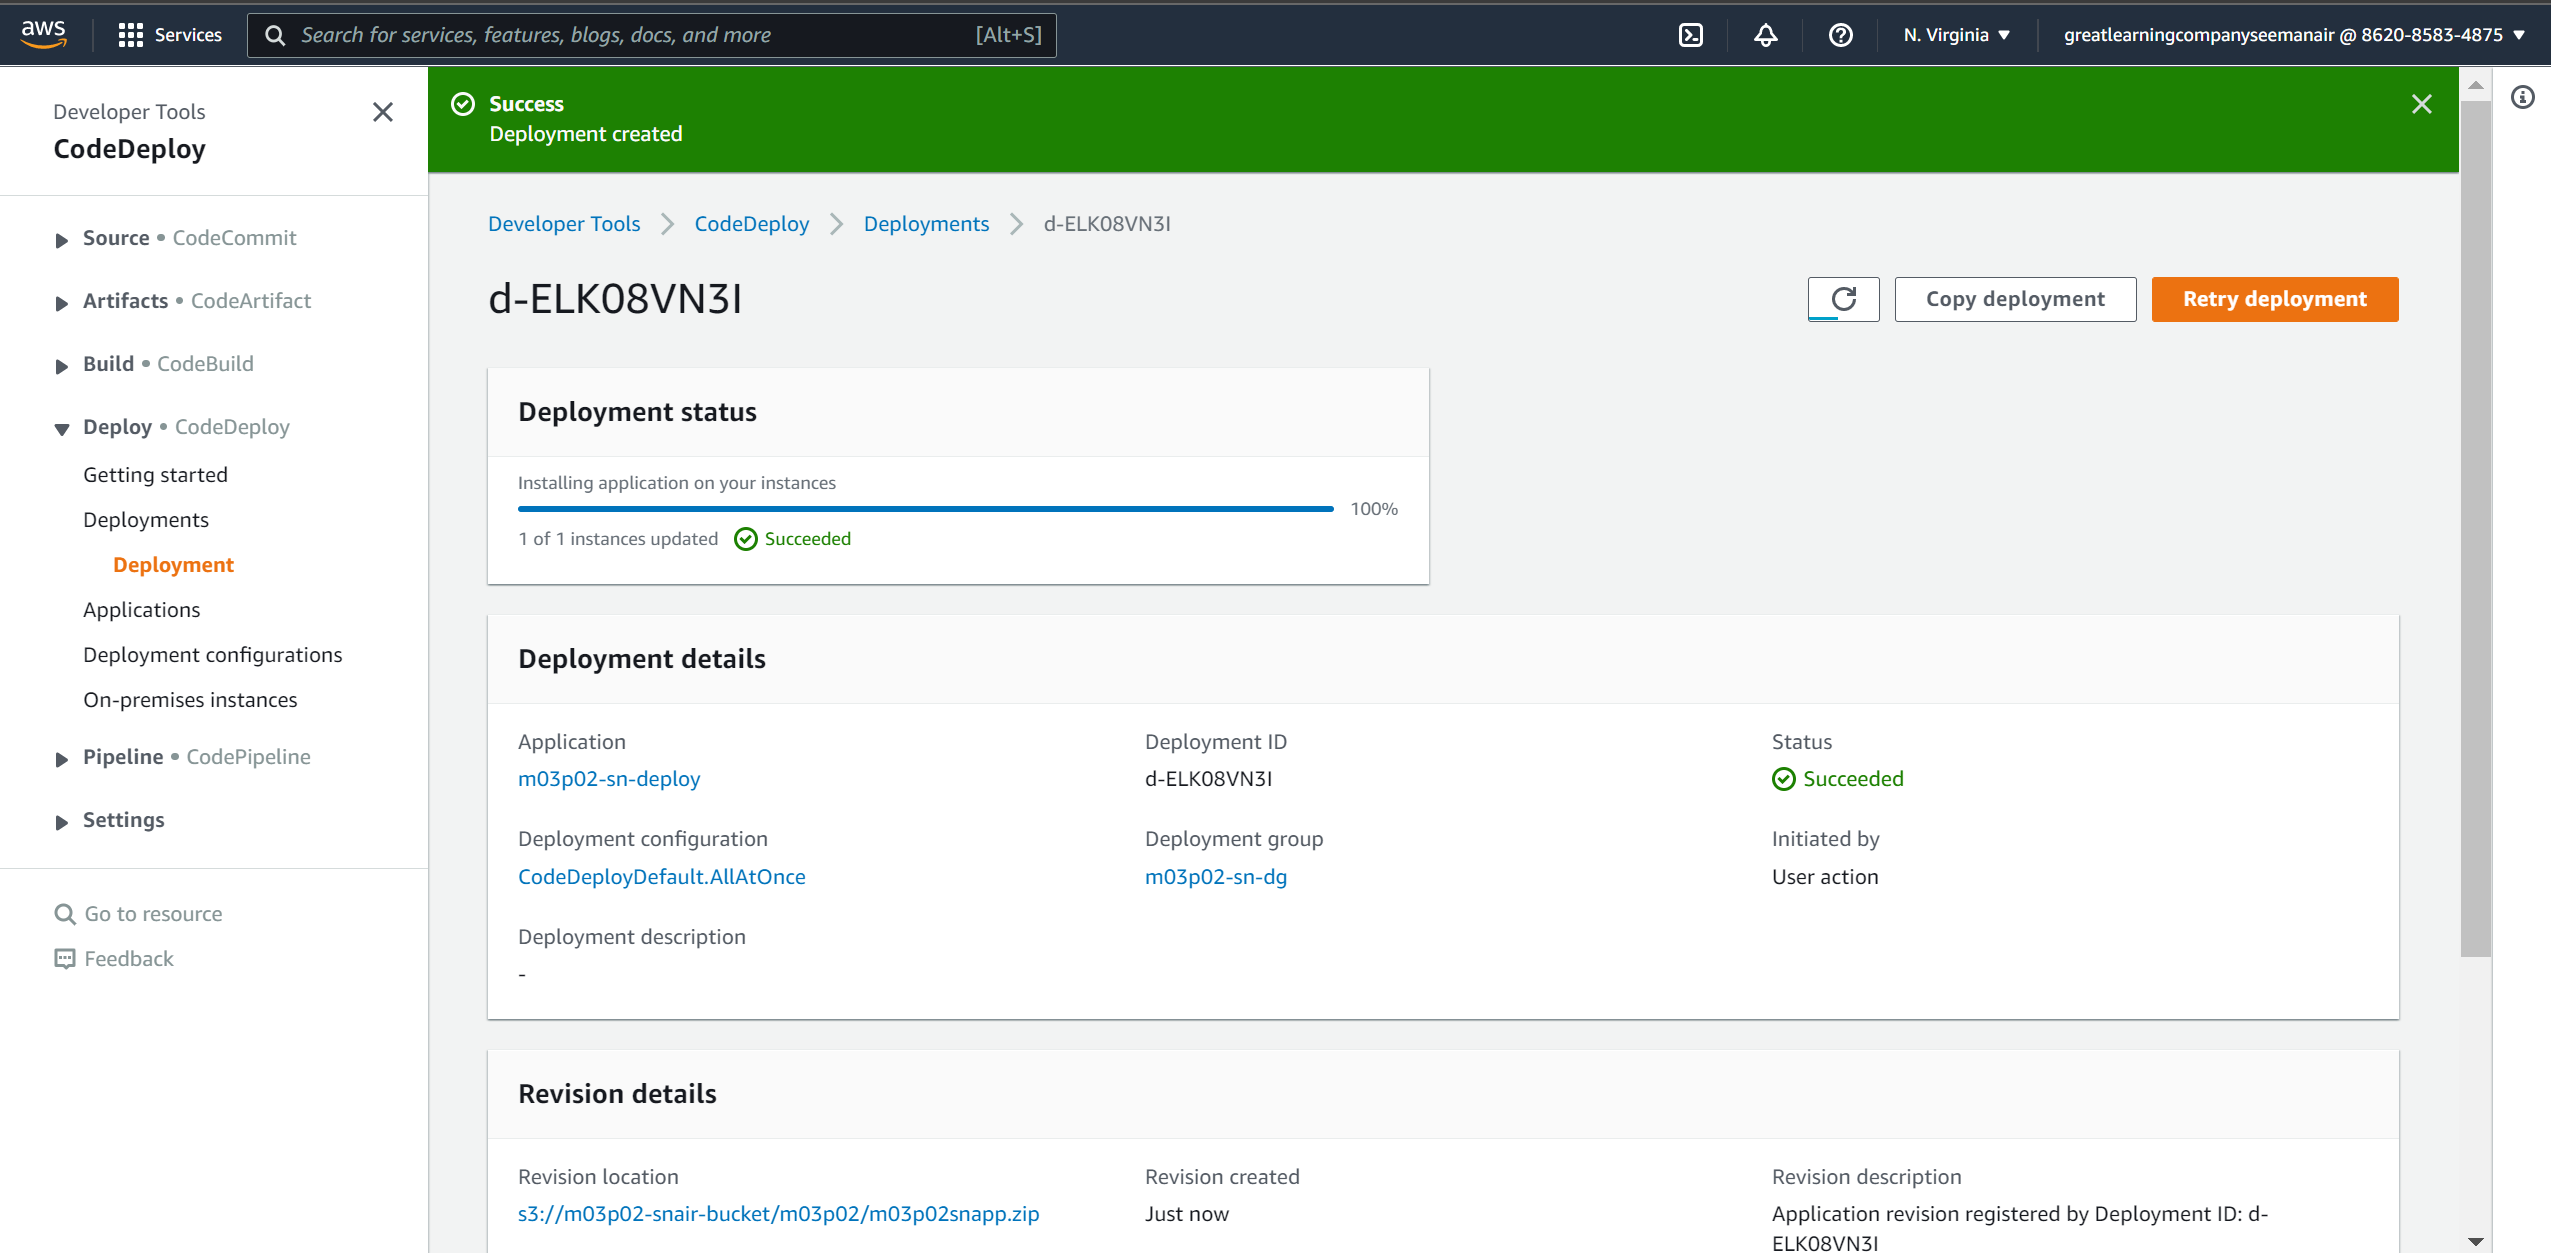 aws
Services
Search for services, features, blogs, docs, and more
[Alt+S]
N. Virginia
greatlearningcompanyseemanair @ 8620-8583-4875
Developer Tools
CodeDeploy
Source • CodeCommit
Artifacts • CodeArtifact
Build • CodeBuild
Deploy • CodeDeploy
Getting started
Deployments
Deployment
Applications
Deployment configurations
On-premises instances
Pipeline • CodePipeline
Settings
Go to resource
Feedback
Success
Deployment created
Developer Tools
CodeDeploy
Deployments
d-ELK08VN3I
d-ELK08VN3I
Copy deployment
Retry deployment
Deployment status
Installing application on your instances
100%
1 of 1 instances updated
Succeeded
Deployment details
Application
m03p02-sn-deploy
Deployment ID
d-ELK08VN3I
Status
Succeeded
Deployment configuration
CodeDeployDefault.AllAtOnce
Deployment group
m03p02-sn-dg
Initiated by
User action
Deployment description
-
Revision details
Revision location
s3://m03p02-snair-bucket/m03p02/m03p02snapp.zip
Revision created
Just now
Revision description
Application revision registered by Deployment ID: d-
ELK08VN3I